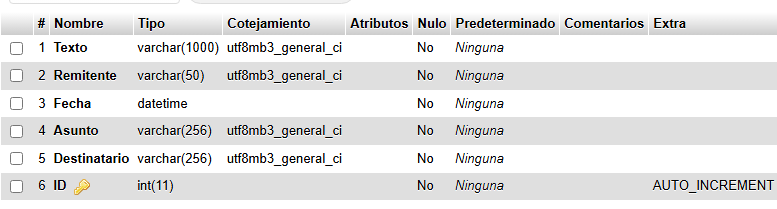 # Nombre Tipo Cotejamiento Atributos Nulo Predeterminado Comentarios Extra
1 Texto varchar(1000) utf8mb3_general_ci No Ninguna
2 Remitente varchar(50) utf8mb3_general_ci No Ninguna
3 Fecha datetime No Ninguna
4 Asunto varchar(256) utf8mb3_general_ci No Ninguna
5 Destinatario varchar(256) utf8mb3_general_ci No Ninguna
6 ID int(11) No Ninguna AUTO_INCREMENT